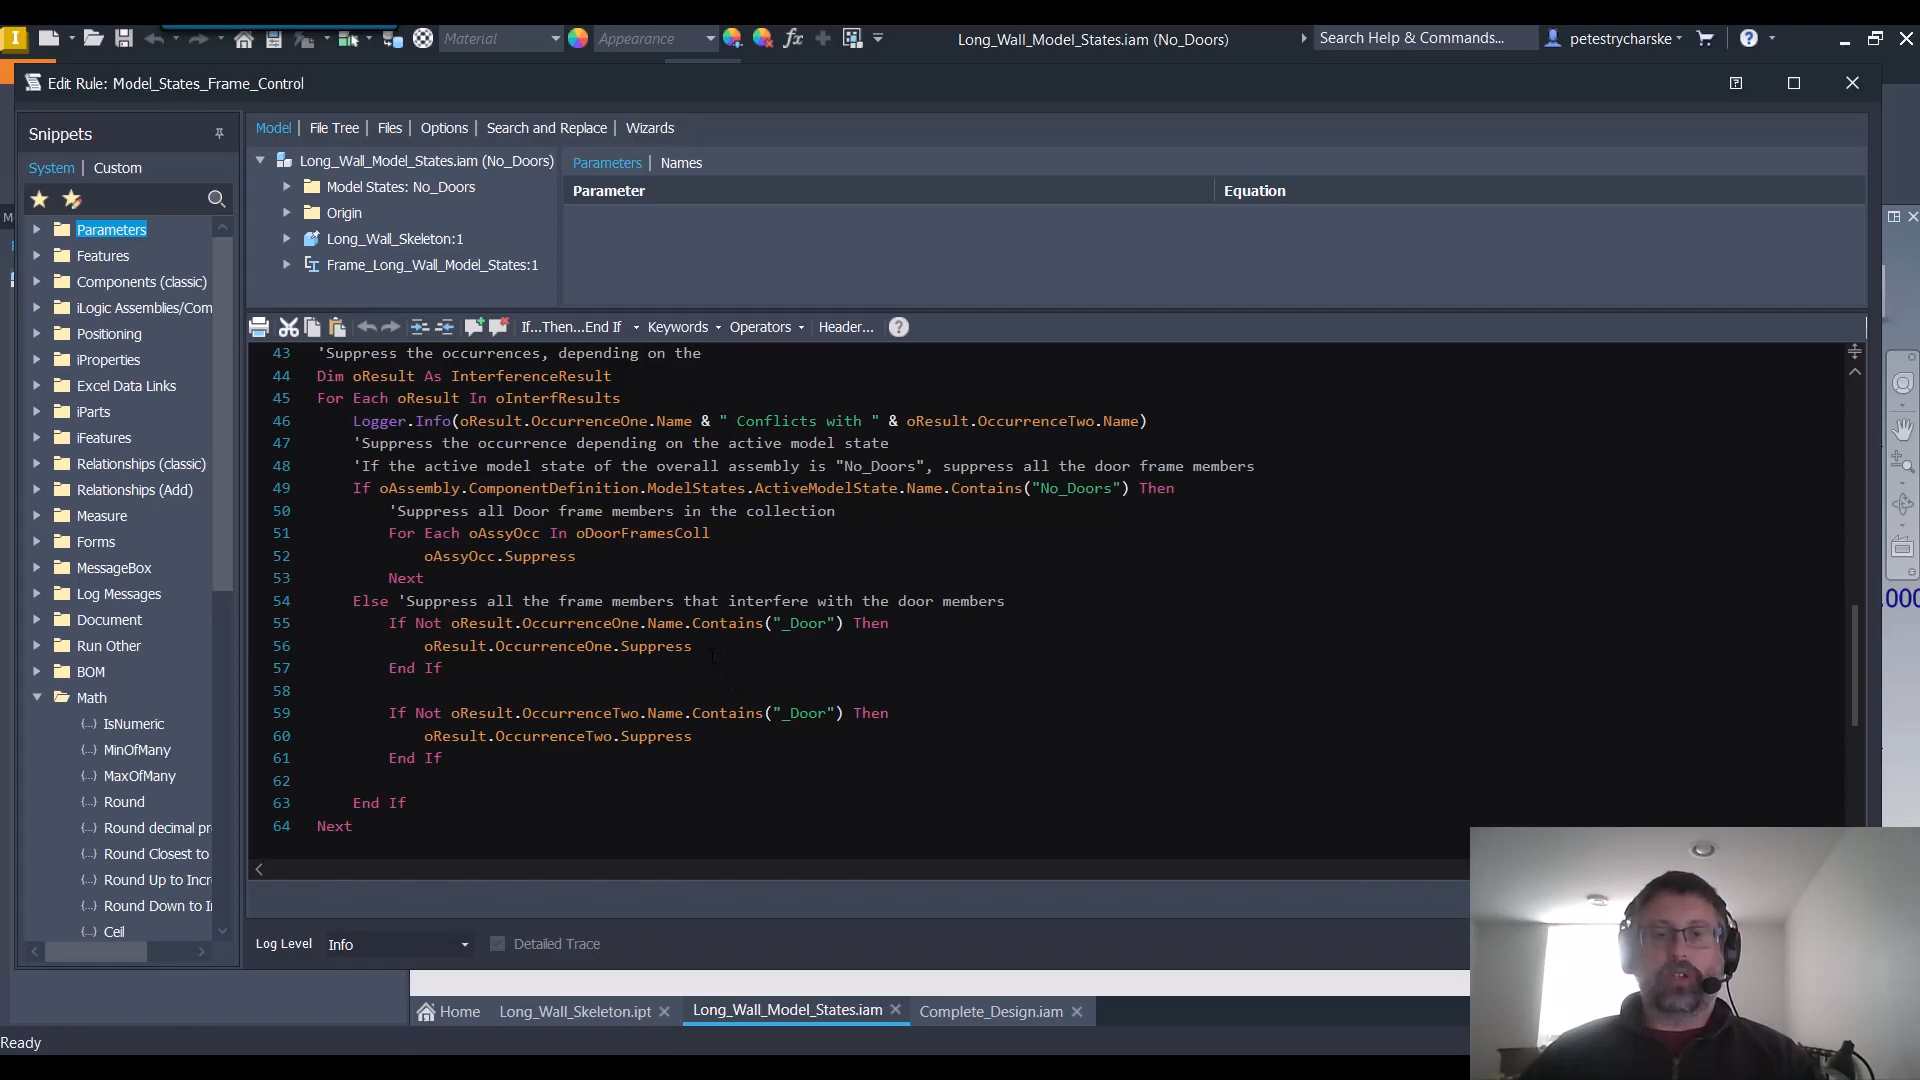 I
Material
Appearance
fx
Long_Wall_Model_States.iam (No_Doors)
Search Help & Commands...
petestrycharske
Edit Rule: Model_States_Frame_Control
Snippets
System | Custom
Parameters
Features
Components (classic)
iLogic Assemblies/Com
Positioning
iProperties
Excel Data Links
iParts
iFeatures
Relationships (classic)
Relationships (Add)
Measure
Forms
MessageBox
Log Messages
Document
Run Other
BOM
Math
IsNumeric
MinOfMany
MaxOfMany
Round
Round decimal pr
Round Closest to
Round Up to Incr
Round Down to I
Ceil
Model | File Tree | Files | Options | Search and Replace | Wizards
Long_Wall_Model_States.iam (No_Doors)
Model States: No_Doors
Origin
Long_Wall_Skeleton:1
Frame_Long_Wall_Model_States:1
Parameters | Names
Parameter Equation
If...Then...End If Keywords Operators Header...
43 'Suppress the occurrences, depending on the
44 Dim oResult As InterferenceResult
45 For Each oResult In oInterfResults
46 Logger.Info(oResult.OccurrenceOne.Name & " Conflicts with " & oResult.OccurrenceTwo.Name)
47 'Suppress the occurrence depending on the active model state
48 'If the active model state of the overall assembly is "No_Doors", suppress all the door frame members
49 If oAssembly.ComponentDefinition.ModelStates.ActiveModelState.Name.Contains("No_Doors") Then
50 'Suppress all Door frame members in the collection
51 For Each oAssyOcc In oDoorFramesColl
52 oAssyOcc.Suppress
53 Next
54 Else 'Suppress all the frame members that interfere with the door members
55 If Not oResult.OccurrenceOne.Name.Contains("_Door") Then
56 oResult.OccurrenceOne.Suppress
57 End If
58
59 If Not oResult.OccurrenceTwo.Name.Contains("_Door") Then
60 oResult.OccurrenceTwo.Suppress
61 End If
62
63 End If
64 Next
Log Level Info Detailed Trace
Home Long_Wall_Skeleton.ipt Long_Wall_Model_States.iam Complete_Design.iam
Ready